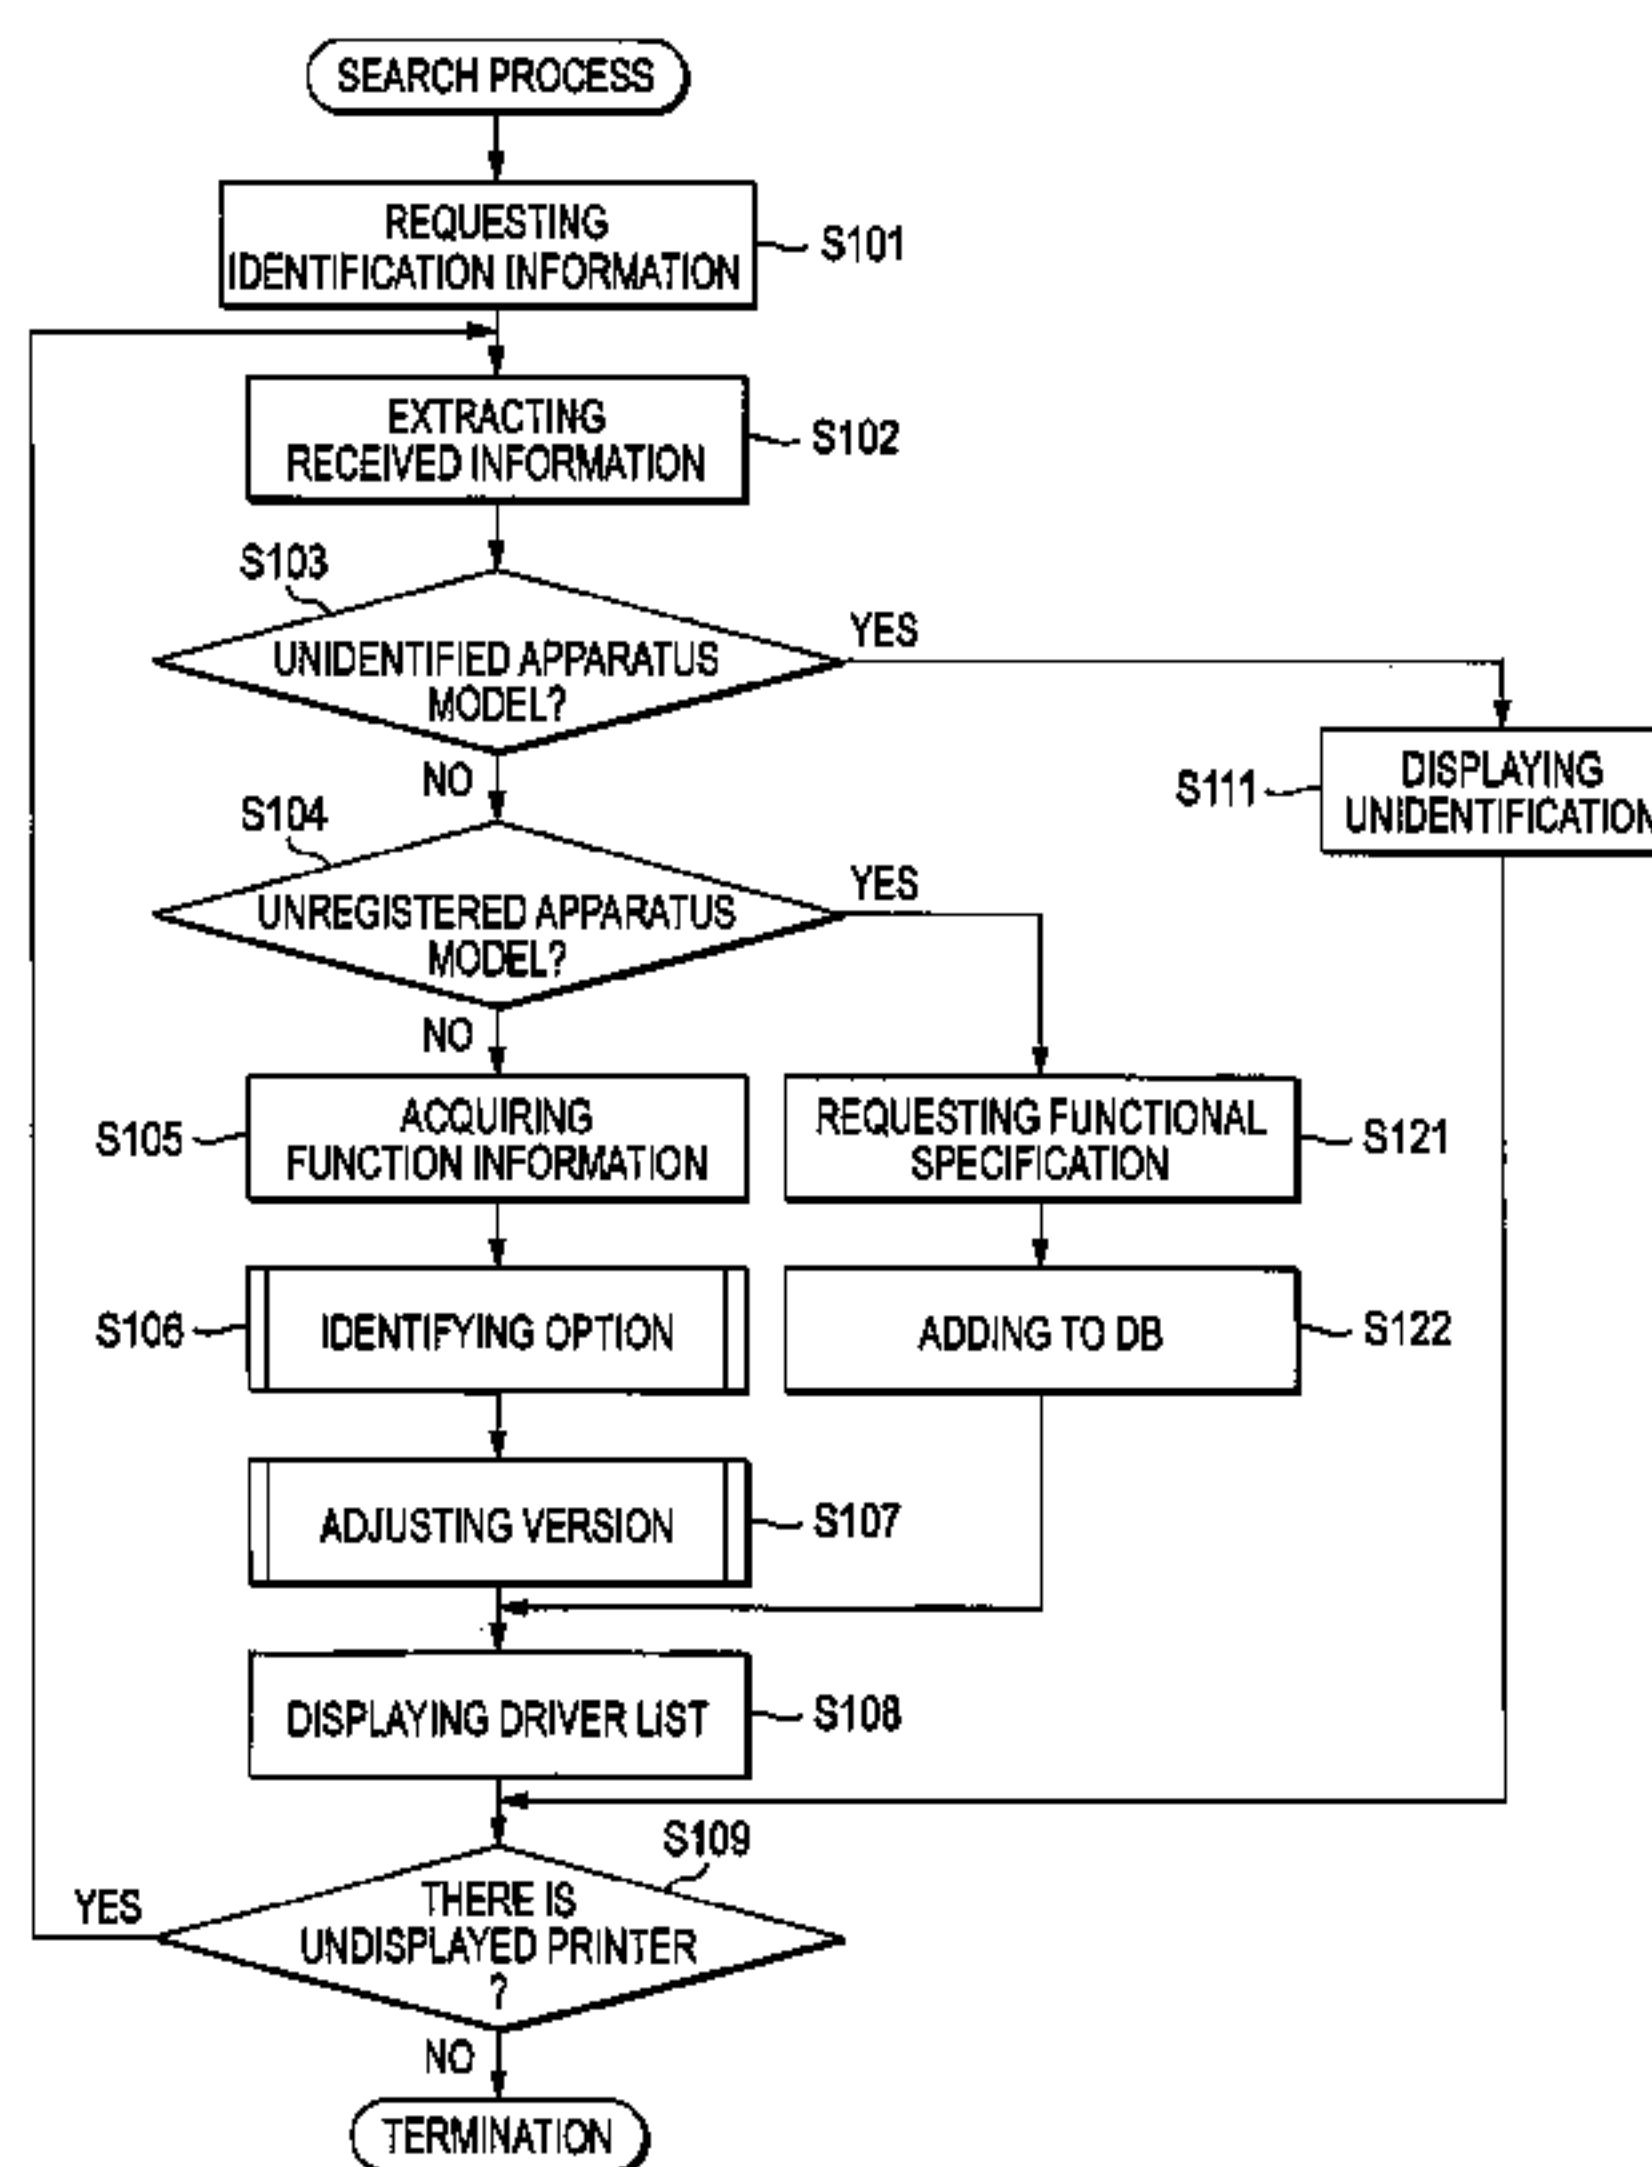 SEARCH PROCESS
REQUESTING
IDENTIFICATION INFORMATION
S101
EXTRACTING
RECEIVED INFORMATION
S102
S103
UNIDENTIFIED APPARATUS
MODEL?
YES
NO
S111
DISPLAYING
UNIDENTIFICATION
S104
UNREGISTERED APPARATUS
MODEL?
YES
NO
S105
ACQUIRING
FUNCTION INFORMATION
REQUESTING FUNCTIONAL
SPECIFICATION
S121
S106
IDENTIFYING OPTION
ADDING TO DB
S122
ADJUSTING VERSION
S107
DISPLAYING DRIVER LIST
S108
S109
THERE IS
UNDISPLAYED PRINTER
?
YES
NO
TERMINATION